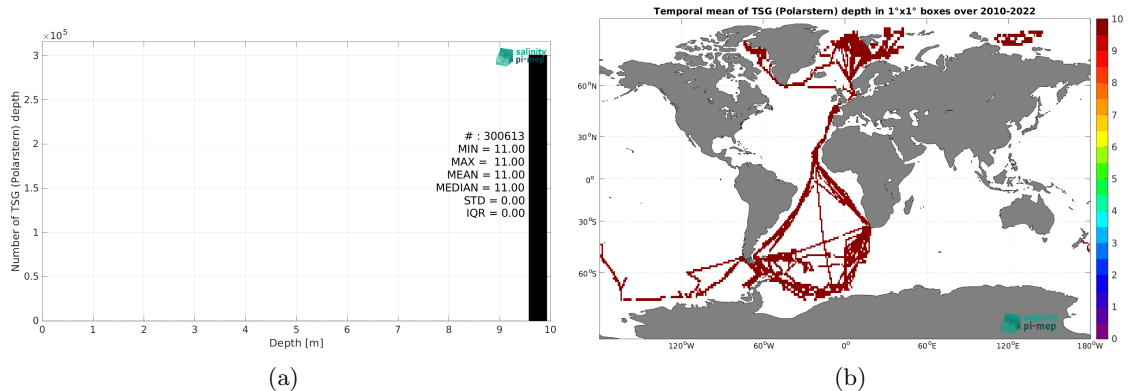 ×10⁵
3
2.5
2
1.5
1
0.5
0
Number of TSG (Polarstern) depth
salinity
pi-mep
# : 300613
MIN = 11.00
MAX = 11.00
MEAN = 11.00
MEDIAN = 11.00
STD = 0.00
IQR = 0.00
0 1 2 3 4 5 6 7 8 9 10
Depth [m]
(a)
Temporal mean of TSG (Polarstern) depth in 1°x1° boxes over 2010-2022
60°N
30°N
0°
30°S
60°S
120°W 60°W 0° 60°E 120°E 180°W
salinity
pi-mep
10
9
8
7
6
5
4
3
2
1
0
(b)